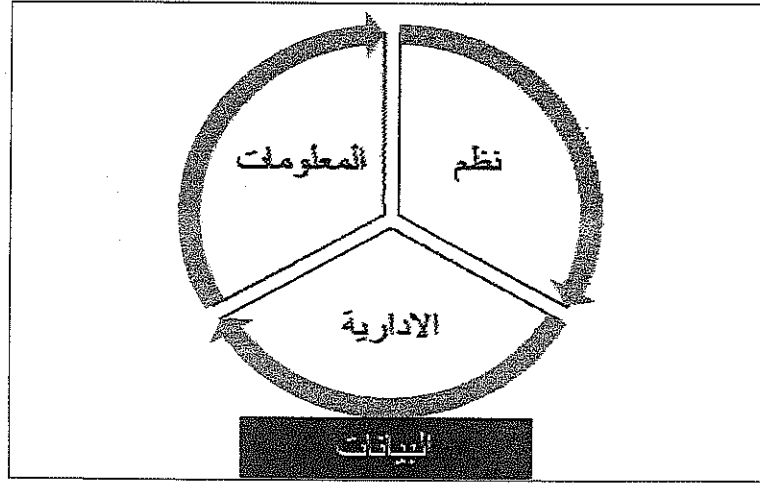 نظم
المعلومات
الادارية
البيانات